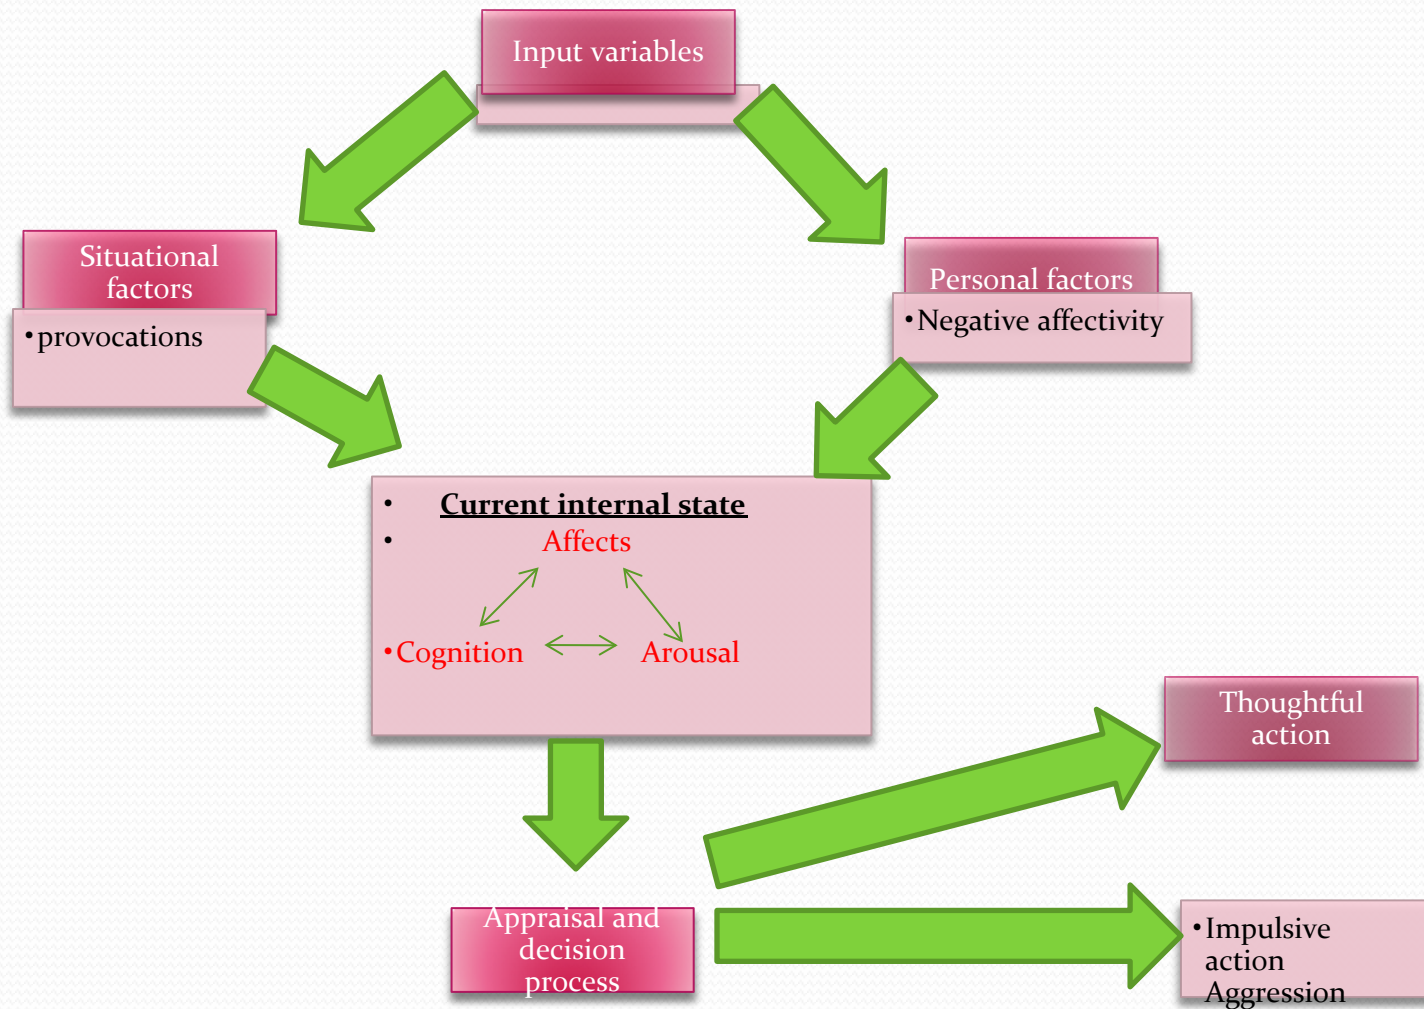 Input variables
Situational
factors
•provocations
Personal factors
•Negative affectivity
• Current internal state
• Affects
•Cognition Arousal
Thoughtful
action
Appraisal and
decision
process
•Impulsive
action
Aggression